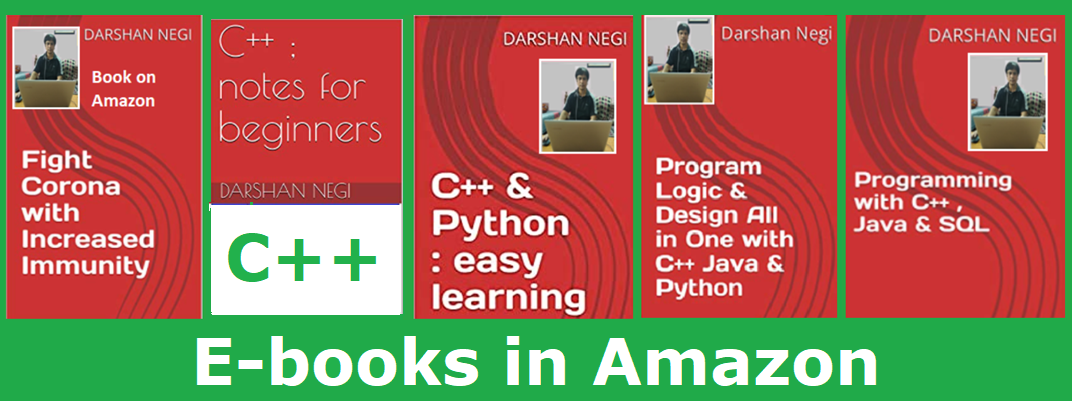 DARSHAN NEGI
Book on
Amazon
Fight
Corona
with
Increased
Immunity
C++ ;
notes for
beginners
DARSHAN NEGI
C++
DARSHAN NEGI
C++ &
Python
: easy
learning
Darshan Negi
Program
Logic &
Design All
in One with
C++ Java &
Python
DARSHAN NEGI
Programming
with C++ ,
Java & SQL
E-books in Amazon